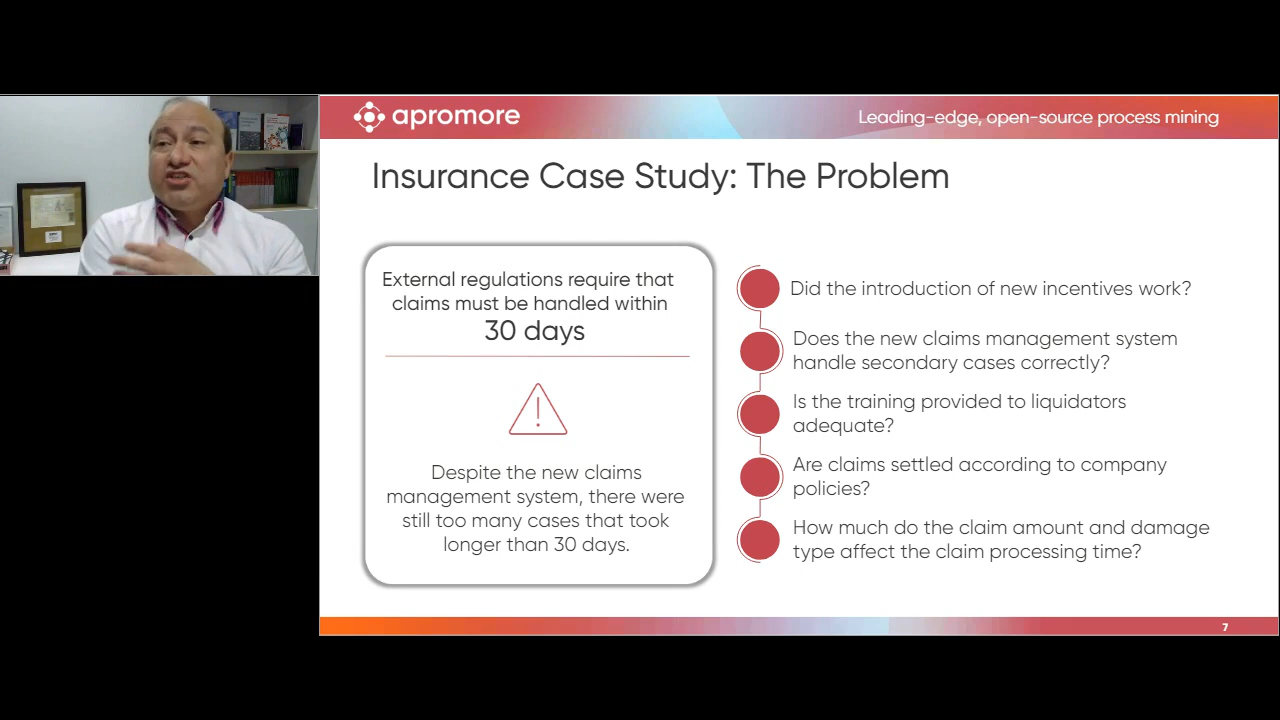 apromore
Leading-edge, open-source process mining
Insurance Case Study: The Problem
External regulations require that
claims must be handled within
30 days
Despite the new claims
management system, there were
still too many cases that took
longer than 30 days.
Did the introduction of new incentives work?
Does the new claims management system
handle secondary cases correctly?
Is the training provided to liquidators
adequate?
Are claims settled according to company
policies?
How much do the claim amount and damage
type affect the claim processing time?
7